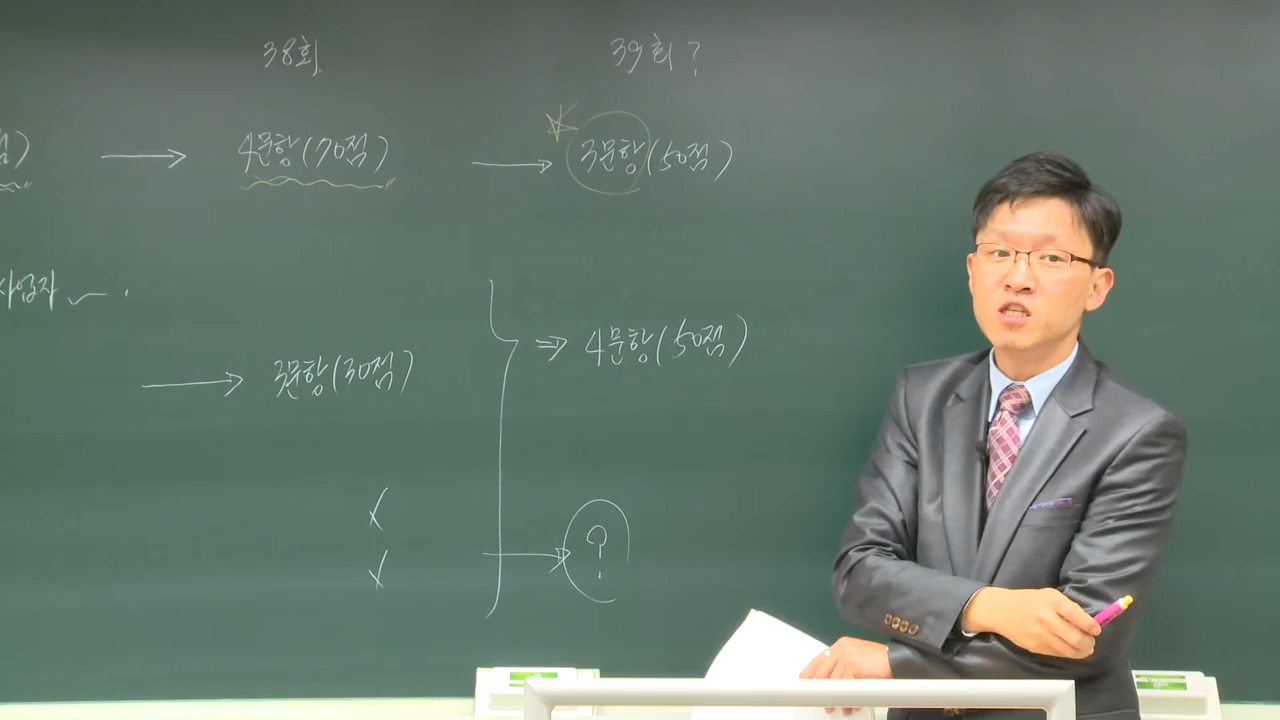 38회 39회?
점) → 4문항(70점) → ☆ 3문항(50점)
사업자 ✓ .
⇒ 4문항(50점)
→ 3문항(30점)
?